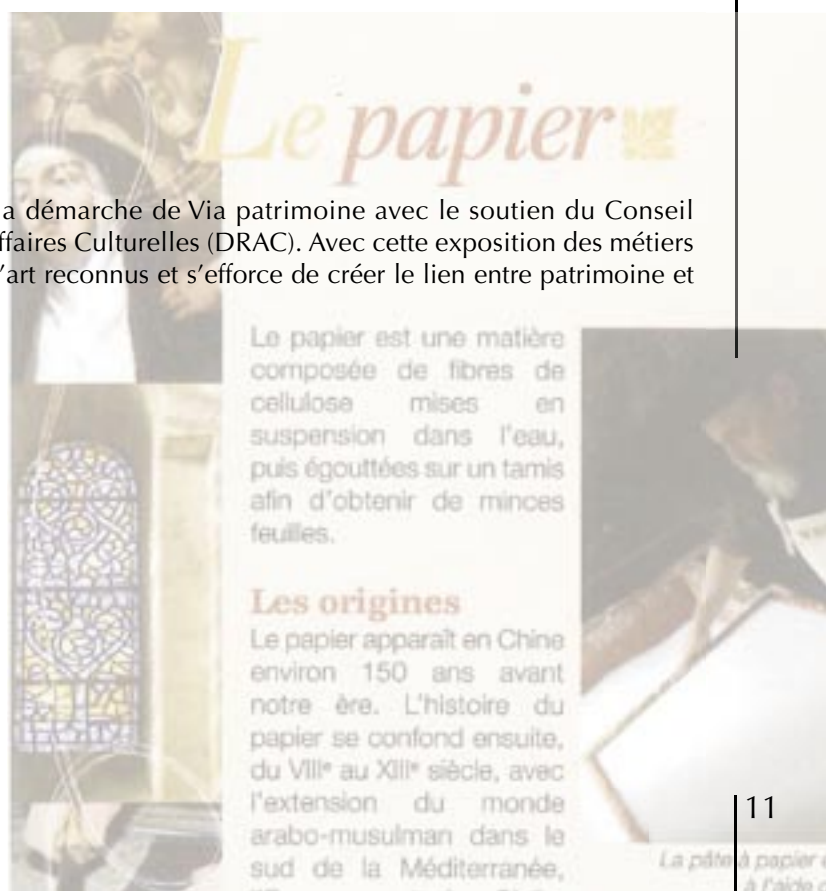 Le papier
a démarche de Via patrimoine avec le soutien du Conseil
ffaires Culturelles (DRAC). Avec cette exposition des métiers
'art reconnus et s'efforce de créer le lien entre patrimoine et
Le papier est une matière
composée de fibres de
cellulose mises en
suspension dans l'eau,
puis égouttées sur un tamis
afin d'obtenir de minces
feuilles.
Les origines
Le papier apparaît en Chine
environ 150 ans avant
notre ère. L'histoire du
papier se confond ensuite,
du VIIIe au XIIIe siècle, avec
l'extension du monde
arabo-musulman dans le
sud de la Méditerranée,
La pâte à papier
à l'aide
11